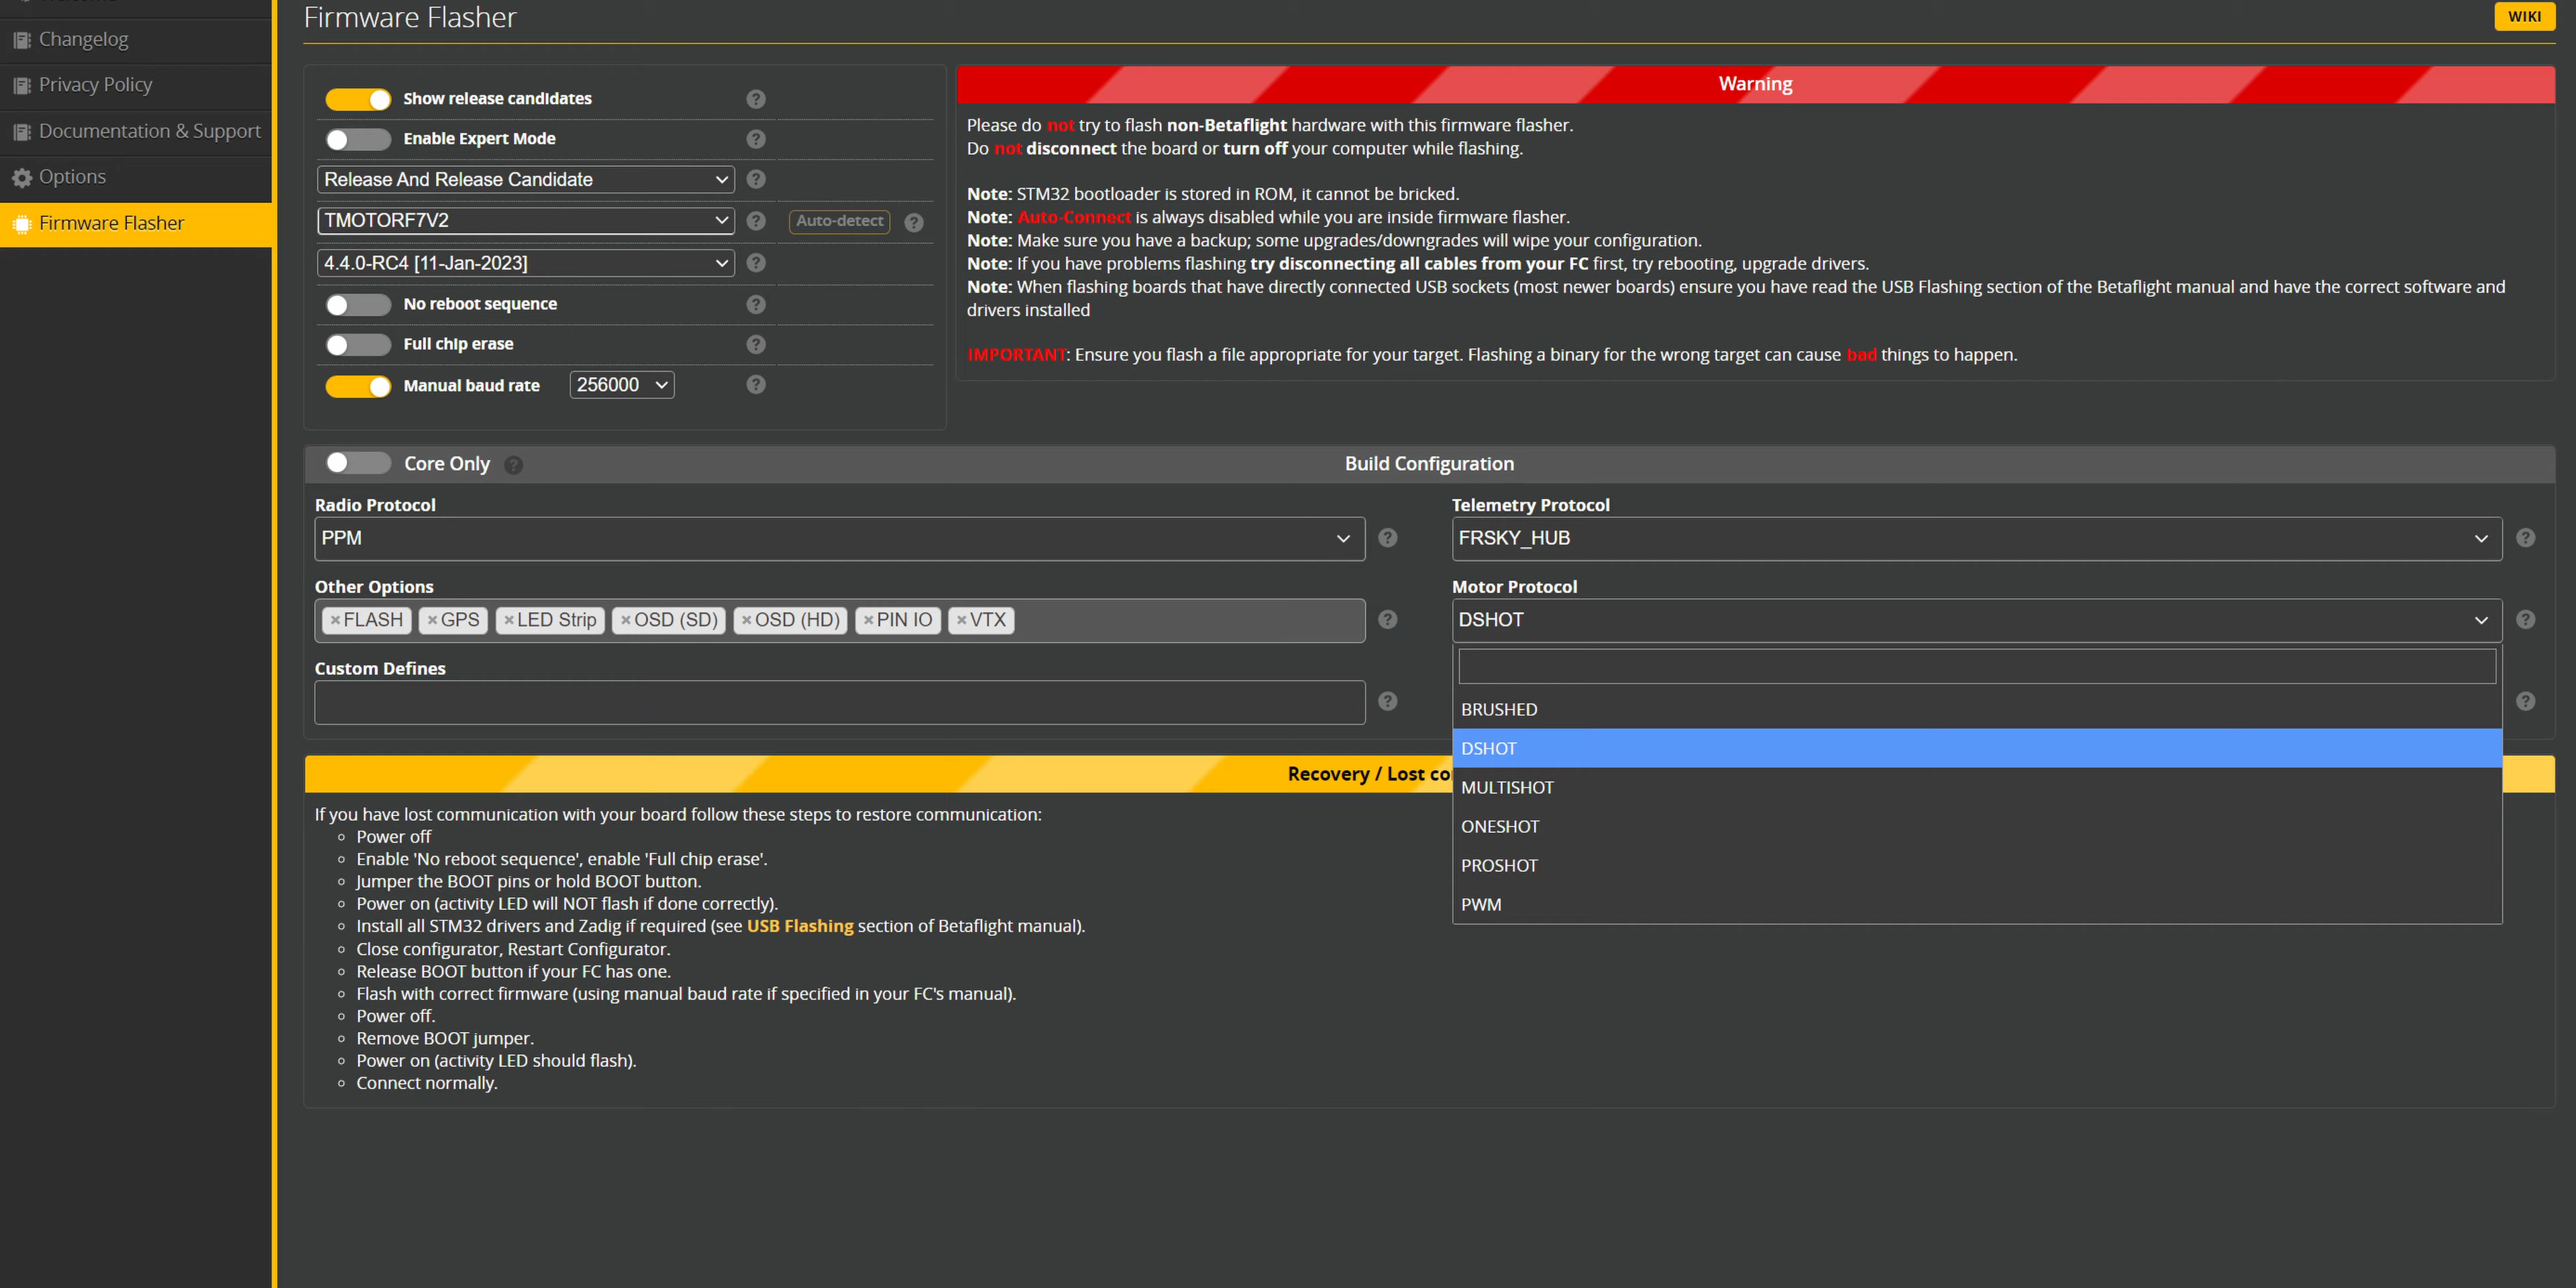 Firmware Flasher
WIKI
Changelog
Privacy Policy
Documentation & Support
Options
Firmware Flasher
Show release candidates
Enable Expert Mode
Release And Release Candidate
TMOTORF7V2
Auto-detect
4.4.0-RC4 [11-Jan-2023]
No reboot sequence
Full chip erase
Manual baud rate 256000
Warning
Please do not try to flash non-Betaflight hardware with this firmware flasher.
Do not disconnect the board or turn off your computer while flashing.
Note: STM32 bootloader is stored in ROM, it cannot be bricked.
Note: Auto-Connect is always disabled while you are inside firmware flasher.
Note: Make sure you have a backup; some upgrades/downgrades will wipe your configuration.
Note: If you have problems flashing try disconnecting all cables from your FC first, try rebooting, upgrade drivers.
Note: When flashing boards that have directly connected USB sockets (most newer boards) ensure you have read the USB Flashing section of the Betaflight manual and have the correct software and
drivers installed
IMPORTANT: Ensure you flash a file appropriate for your target. Flashing a binary for the wrong target can cause bad things to happen.
Core Only
Build Configuration
Radio Protocol
PPM
Telemetry Protocol
FRSKY_HUB
Other Options
×FLASH ×GPS ×LED Strip ×OSD (SD) ×OSD (HD) ×PIN IO ×VTX
Motor Protocol
DSHOT
Custom Defines
BRUSHED
DSHOT
MULTISHOT
ONESHOT
PROSHOT
PWM
Recovery / Lost co
If you have lost communication with your board follow these steps to restore communication:
Power off
Enable 'No reboot sequence', enable 'Full chip erase'.
Jumper the BOOT pins or hold BOOT button.
Power on (activity LED will NOT flash if done correctly).
Install all STM32 drivers and Zadig if required (see USB Flashing section of Betaflight manual).
Close configurator, Restart Configurator.
Release BOOT button if your FC has one.
Flash with correct firmware (using manual baud rate if specified in your FC's manual).
Power off.
Remove BOOT jumper.
Power on (activity LED should flash).
Connect normally.